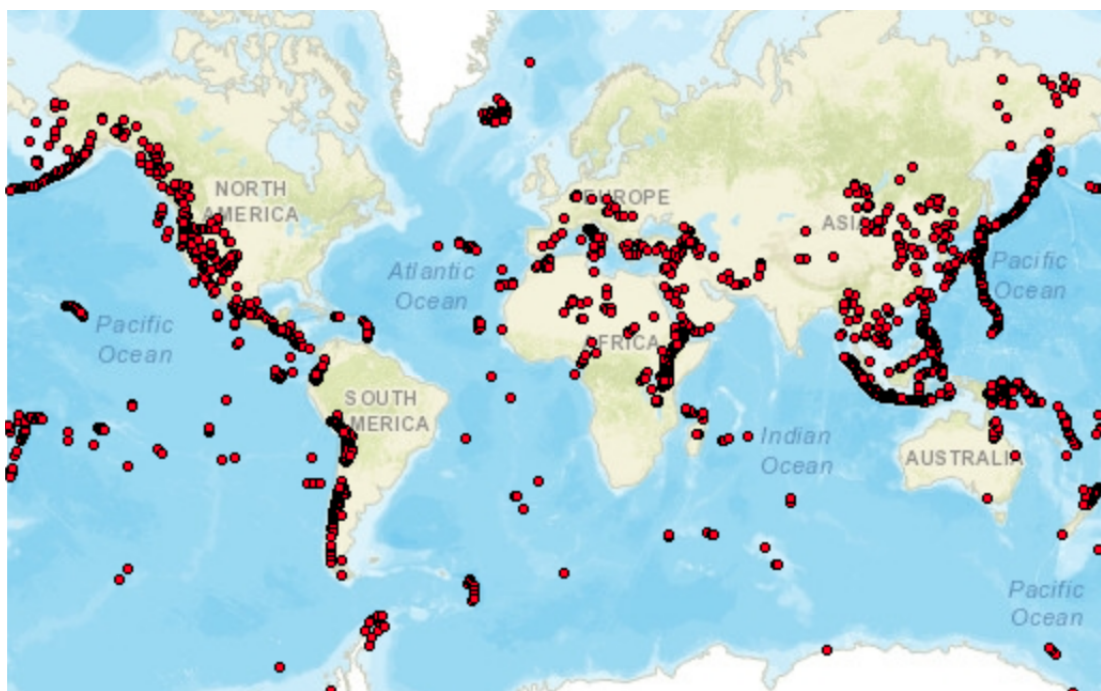 NORTH
AMERICA
EUROPE
ASIA
Atlantic
Ocean
Pacific
Ocean
Pacific
Ocean
AFRICA
SOUTH
AMERICA
Indian
Ocean
AUSTRALIA
Pacific
Ocean